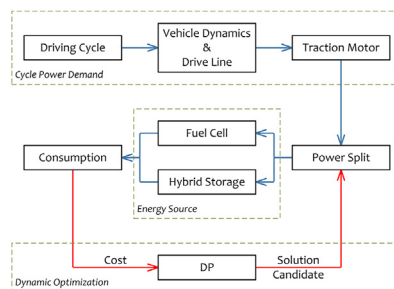 Driving Cycle
Vehicle Dynamics
&
Drive Line
Traction Motor
Cycle Power Demand
Fuel Cell
Consumption
Power Split
Hybrid Storage
Energy Source
Cost
DP
Solution
Candidate
Dynamic Optimization